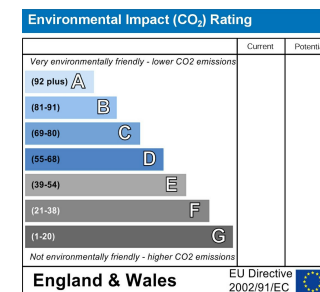 Environmental Impact (CO₂) Rating
Current Potenti
Very environmentally friendly - lower CO2 emissions
(92 plus) A
(81-91) B
(69-80) C
(55-68) D
(39-54) E
(21-38) F
(1-20) G
Not environmentally friendly - higher CO2 emissions
England & Wales
EU Directive
2002/91/EC